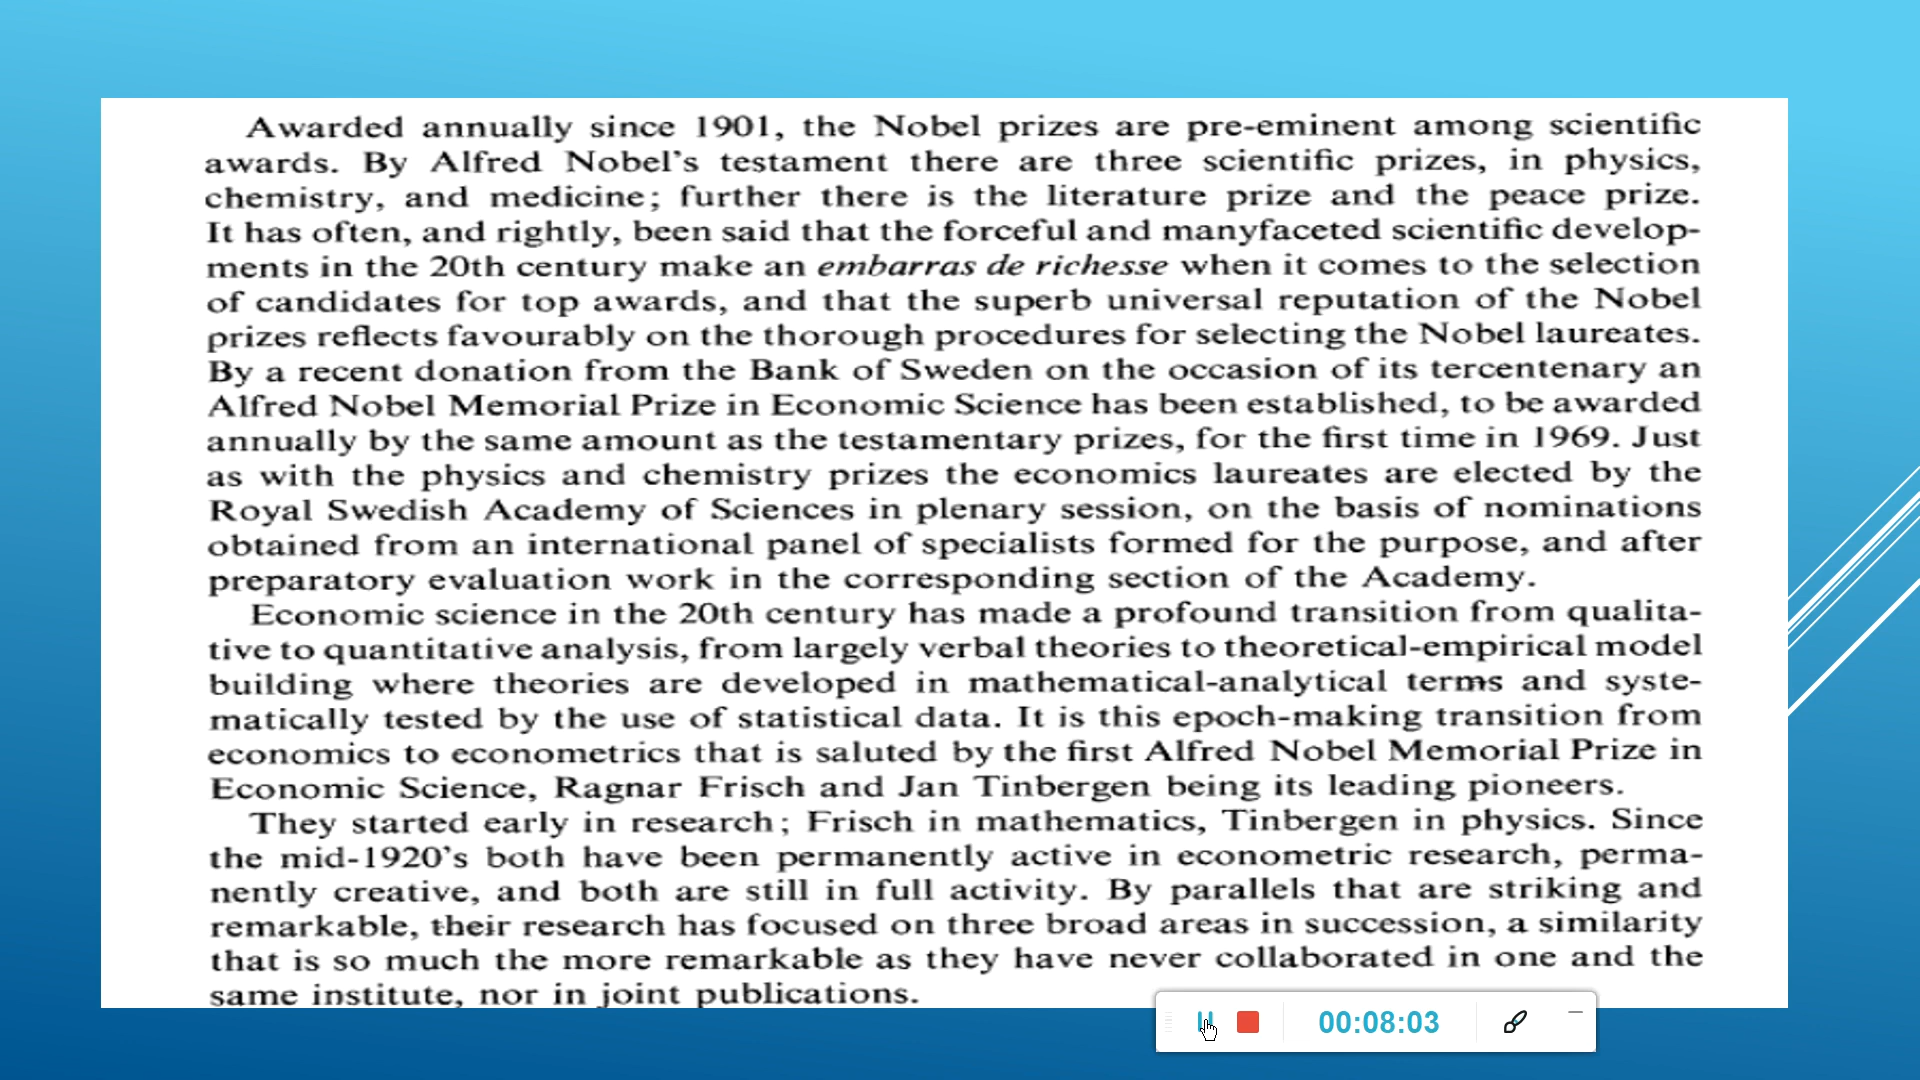 Awarded annually since 1901, the Nobel prizes are pre-eminent among scientific
awards. By Alfred Nobel's testament there are three scientific prizes, in physics,
chemistry, and medicine; further there is the literature prize and the peace prize.
It has often, and rightly, been said that the forceful and manyfaceted scientific develop-
ments in the 20th century make an embarras de richesse when it comes to the selection
of candidates for top awards, and that the superb universal reputation of the Nobel
prizes reflects favourably on the thorough procedures for selecting the Nobel laureates.
By a recent donation from the Bank of Sweden on the occasion of its tercentenary an
Alfred Nobel Memorial Prize in Economic Science has been established, to be awarded
annually by the same amount as the testamentary prizes, for the first time in 1969. Just
as with the physics and chemistry prizes the economics laureates are elected by the
Royal Swedish Academy of Sciences in plenary session, on the basis of nominations
obtained from an international panel of specialists formed for the purpose, and after
preparatory evaluation work in the corresponding section of the Academy.
Economic science in the 20th century has made a profound transition from qualita-
tive to quantitative analysis, from largely verbal theories to theoretical-empirical model
building where theories are developed in mathematical-analytical terms and syste-
matically tested by the use of statistical data. It is this epoch-making transition from
economics to econometrics that is saluted by the first Alfred Nobel Memorial Prize in
Economic Science, Ragnar Frisch and Jan Tinbergen being its leading pioneers.
They started early in research; Frisch in mathematics, Tinbergen in physics. Since
the mid-1920's both have been permanently active in econometric research, perma-
nently creative, and both are still in full activity. By parallels that are striking and
remarkable, their research has focused on three broad areas in succession, a similarity
that is so much the more remarkable as they have never collaborated in one and the
same institute, nor in joint publications.
00:08:03